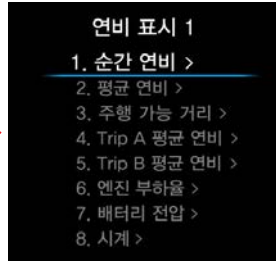 연비 표시 1
1. 순간 연비 >
2. 평균 연비 >
3. 주행 가능 거리 >
4. Trip A 평균 연비 >
5. Trip B 평균 연비 >
6. 엔진 부하율 >
7. 배터리 전압 >
8. 시계 >